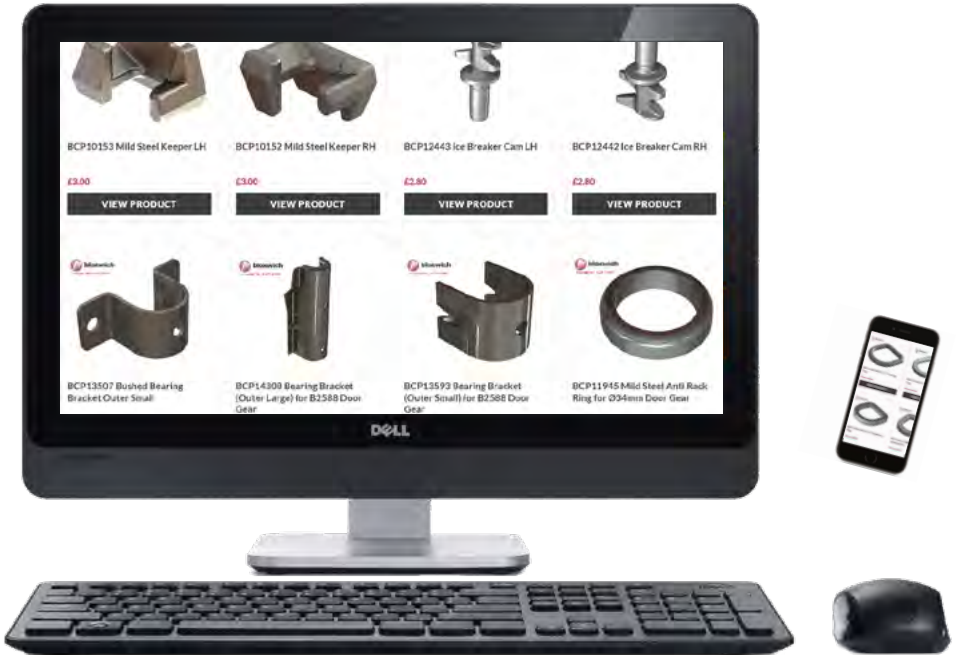 BCP10153 Mild Steel Keeper LH
BCP10152 Mild Steel Keeper RH
BCP12443 Ice Breaker Cam LH
BCP12442 Ice Breaker Cam RH
£3.00
£3.00
£2.80
£2.80
VIEW PRODUCT
VIEW PRODUCT
VIEW PRODUCT
VIEW PRODUCT
BCP13507 Bushed Bearing
Bracket Outer Small
BCP14309 Bearing Bracket
(Outer Large) for B2588 Door
Gear
BCP13593 Bearing Bracket
(Outer Small) for B2588 Door
Gear
BCP11945 Mild Steel Anti Rack
Ring for Ø34mm Door Gear
DELL